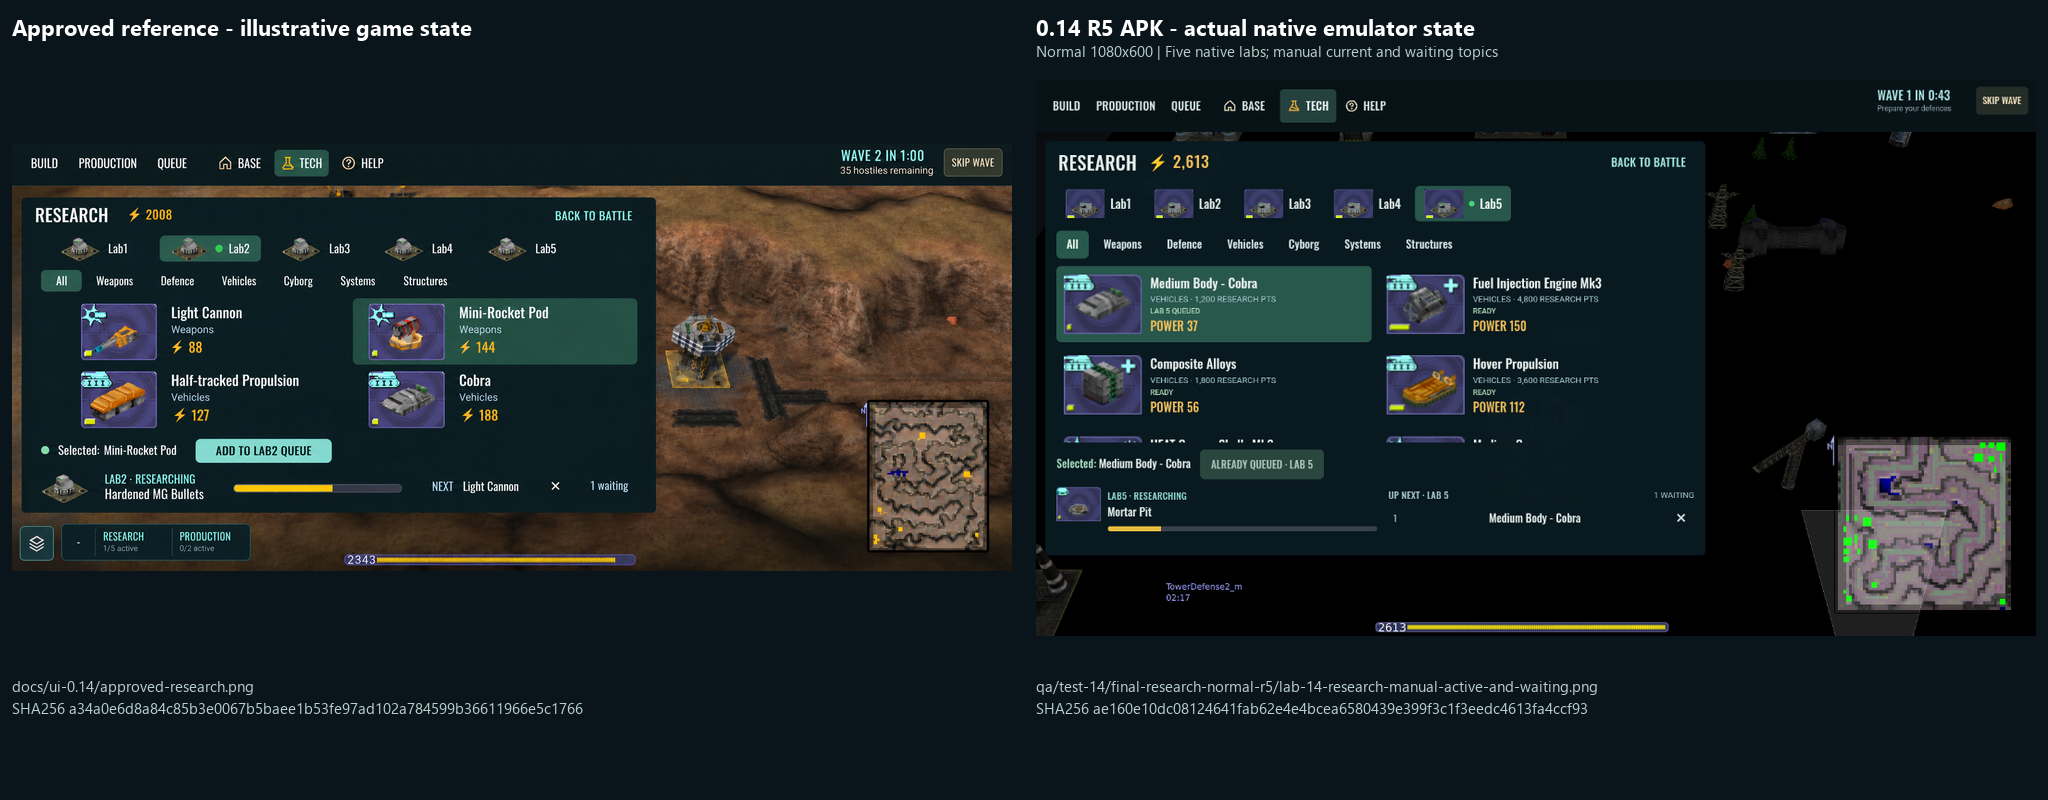 Approved reference - illustrative game state
BUILD PRODUCTION QUEUE BASE TECH HELP
WAVE 2 IN 1:00
35 hostiles remaining
SKIP WAVE
RESEARCH 2008 BACK TO BATTLE
Lab1 Lab2 Lab3 Lab4 Lab5
All Weapons Defence Vehicles Cyborg Systems Structures
Light Cannon
Weapons
88
Mini-Rocket Pod
Weapons
144
Half-tracked Propulsion
Vehicles
127
Cobra
Vehicles
188
Selected: Mini-Rocket Pod ADD TO LAB2 QUEUE
LAB2 · RESEARCHING
Hardened MG Bullets
NEXT Light Cannon ✕ 1 waiting
N
-
RESEARCH
1/5 active
PRODUCTION
0/2 active
2343
docs/ui-0.14/approved-research.png
SHA256 a34a0e6d8a84c85b3e0067b5baee1b53fe97ad102a784599b36611966e5c1766
0.14 R5 APK - actual native emulator state
Normal 1080x600 | Five native labs; manual current and waiting topics
BUILD PRODUCTION QUEUE BASE TECH HELP
WAVE 1 IN 0:43
Prepare your defences
SKIP WAVE
RESEARCH 2,613 BACK TO BATTLE
Lab1 Lab2 Lab3 Lab4 Lab5
All Weapons Defence Vehicles Cyborg Systems Structures
Medium Body - Cobra
VEHICLES · 1,200 RESEARCH PTS
LAB 5 QUEUED
POWER 37
Fuel Injection Engine Mk3
VEHICLES · 4,800 RESEARCH PTS
READY
POWER 150
Composite Alloys
VEHICLES · 1,800 RESEARCH PTS
READY
POWER 56
Hover Propulsion
VEHICLES · 3,600 RESEARCH PTS
READY
POWER 112
Selected: Medium Body - Cobra ALREADY QUEUED · LAB 5
LAB5 · RESEARCHING
Mortar Pit
UP NEXT · LAB 5 1 WAITING
1 Medium Body - Cobra ✕
N
TowerDefense2_m
02:17
2613
qa/test-14/final-research-normal-r5/lab-14-research-manual-active-and-waiting.png
SHA256 ae160e10dc08124641fab62e4e4bcea6580439e399f3c1f3eedc4613fa4ccf93